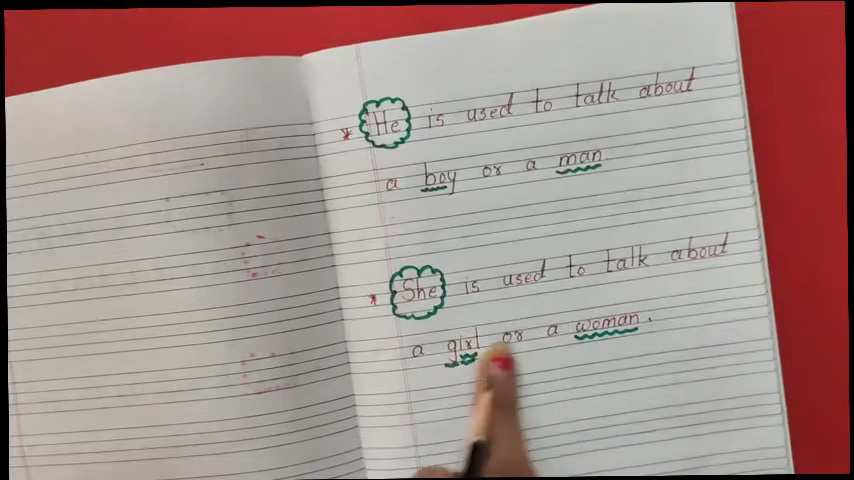 * He is used to talk about
a boy or a man
* She is used to talk about
a girl or a woman.